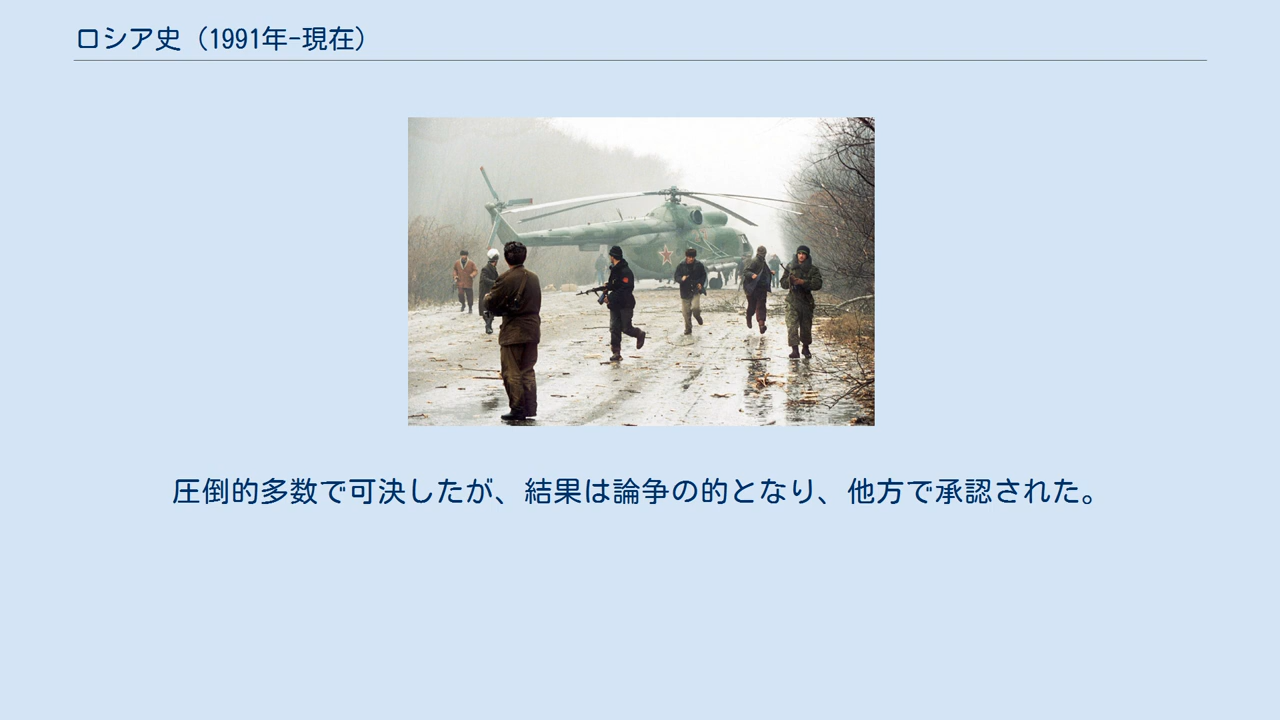 ロシア史（1991年-現在）
圧倒的多数で可決したが、結果は論争の的となり、他方で承認された。